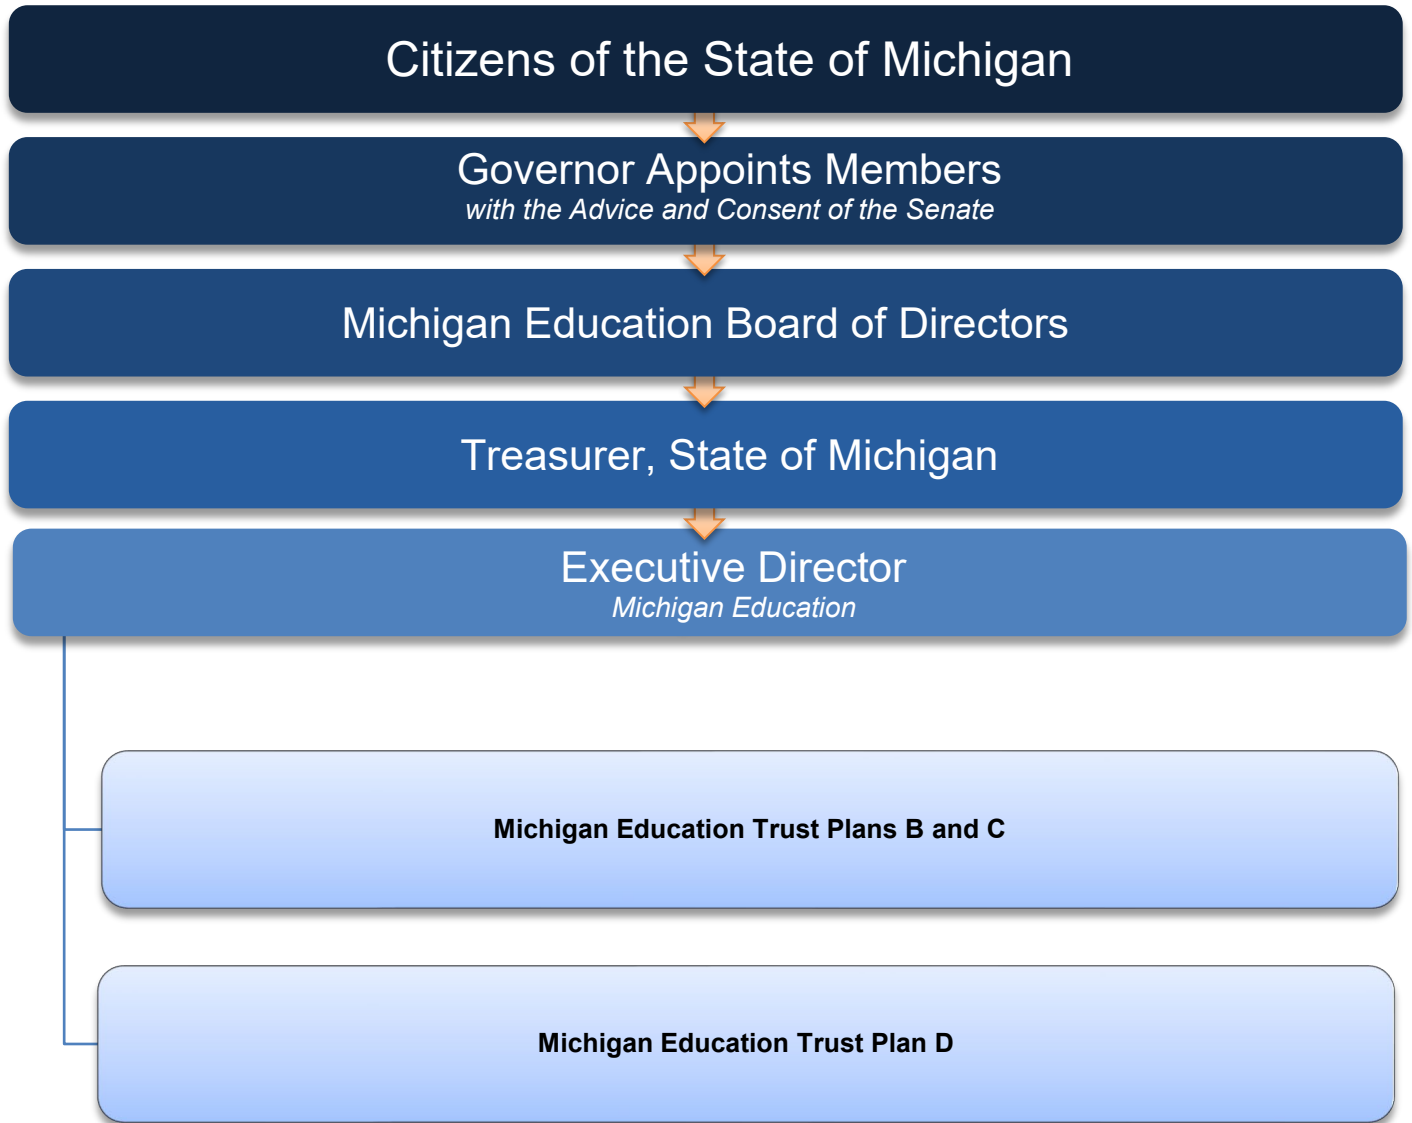 Citizens of the State of Michigan
Governor Appoints Members
with the Advice and Consent of the Senate
Michigan Education Board of Directors
Treasurer, State of Michigan
Executive Director
Michigan Education
Michigan Education Trust Plans B and C
Michigan Education Trust Plan D